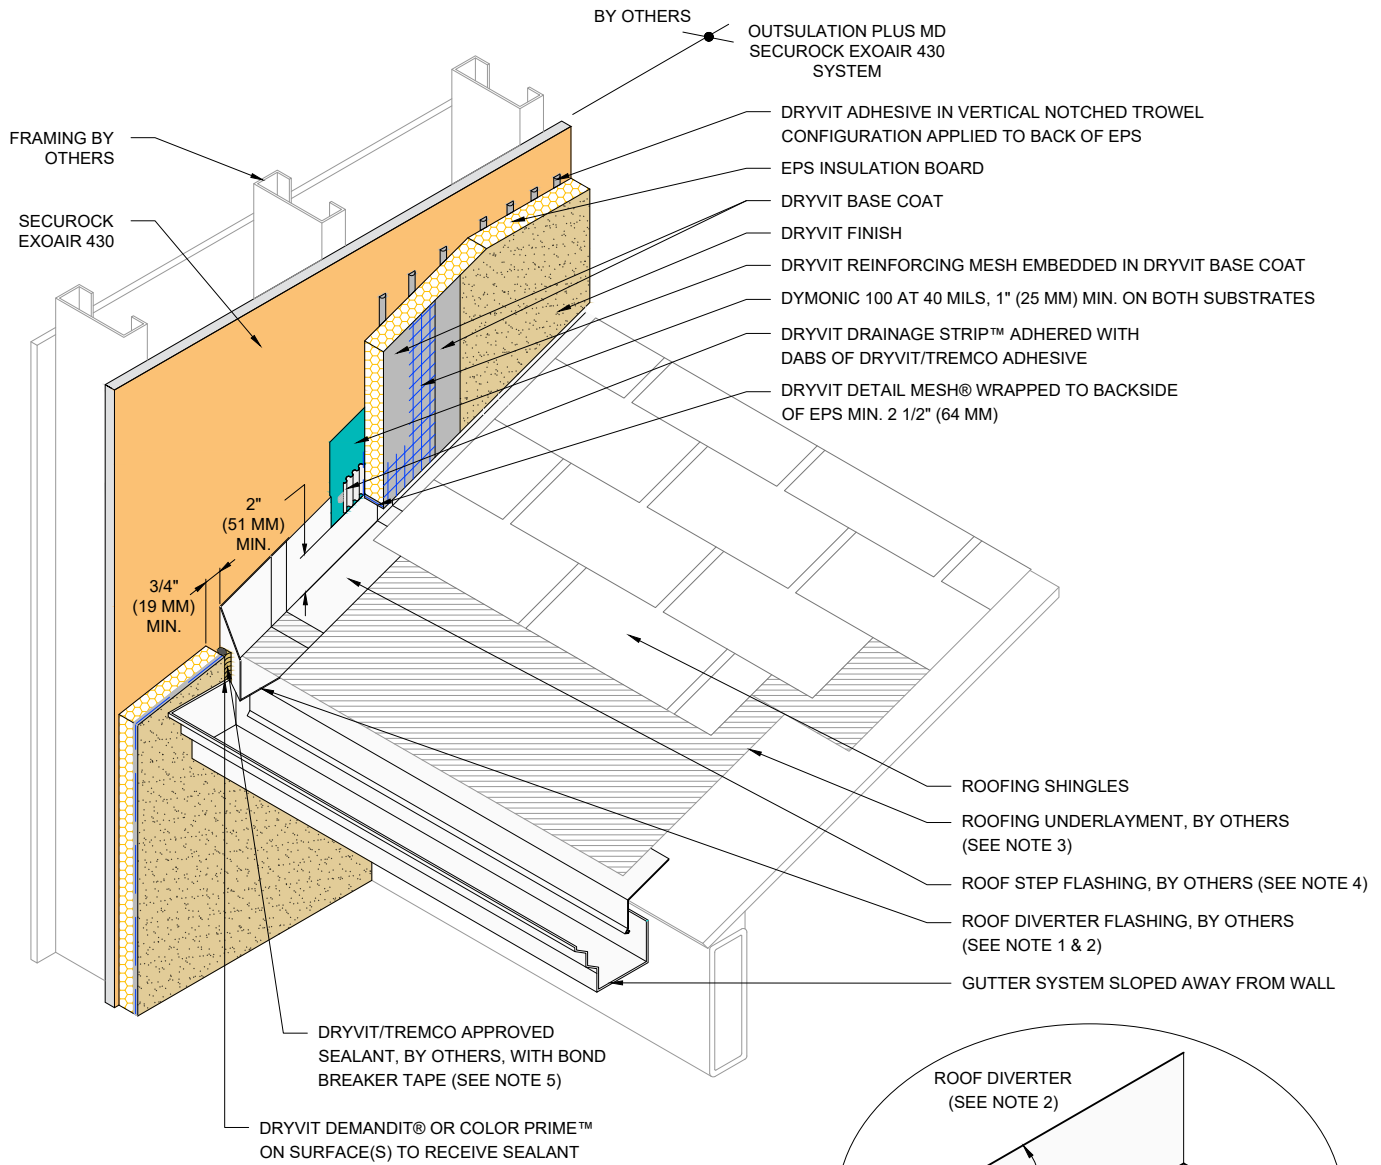 BY OTHERS
OUTSULATION PLUS MD
SECUROCK EXOAIR 430
SYSTEM
FRAMING BY
OTHERS
SECUROCK
EXOAIR 430
DRYVIT ADHESIVE IN VERTICAL NOTCHED TROWEL
CONFIGURATION APPLIED TO BACK OF EPS
EPS INSULATION BOARD
DRYVIT BASE COAT
DRYVIT FINISH
DRYVIT REINFORCING MESH EMBEDDED IN DRYVIT BASE COAT
DYMONIC 100 AT 40 MILS, 1" (25 MM) MIN. ON BOTH SUBSTRATES
DRYVIT DRAINAGE STRIP™ ADHERED WITH
DABS OF DRYVIT/TREMCO ADHESIVE
DRYVIT DETAIL MESH® WRAPPED TO BACKSIDE
OF EPS MIN. 2 1/2" (64 MM)
2"
(51 MM)
MIN.
3/4"
(19 MM)
MIN.
ROOFING SHINGLES
ROOFING UNDERLAYMENT, BY OTHERS
(SEE NOTE 3)
ROOF STEP FLASHING, BY OTHERS (SEE NOTE 4)
ROOF DIVERTER FLASHING, BY OTHERS
(SEE NOTE 1 & 2)
GUTTER SYSTEM SLOPED AWAY FROM WALL
DRYVIT/TREMCO APPROVED
SEALANT, BY OTHERS, WITH BOND
BREAKER TAPE (SEE NOTE 5)
DRYVIT DEMANDIT® OR COLOR PRIME™
ON SURFACE(S) TO RECEIVE SEALANT
ROOF DIVERTER
(SEE NOTE 2)